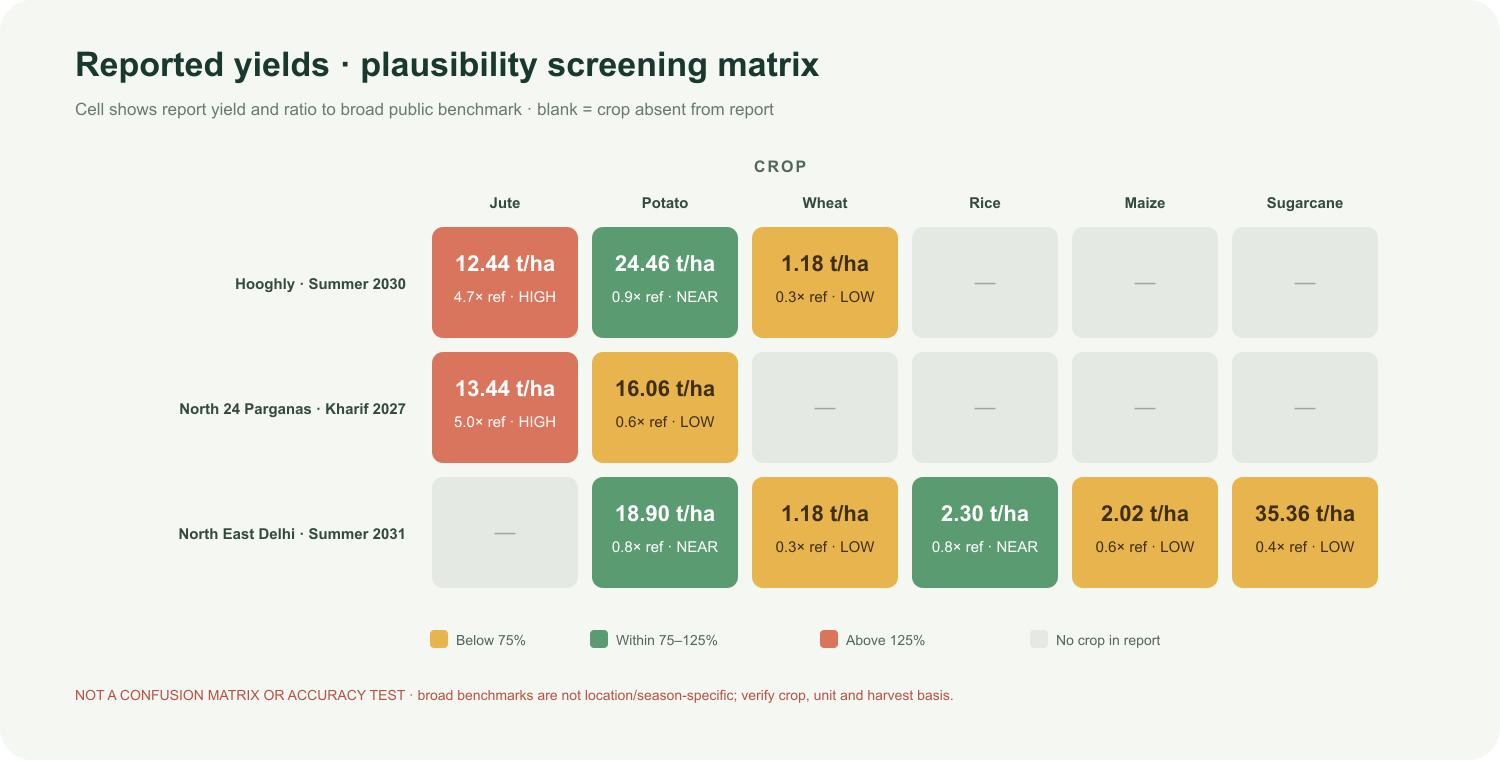 Reported yields · plausibility screening matrix
Cell shows report yield and ratio to broad public benchmark · blank = crop absent from report
CROP
Jute Potato Wheat Rice Maize Sugarcane
Hooghly · Summer 2030
12.44 t/ha 24.46 t/ha 1.18 t/ha
4.7× ref · HIGH 0.9× ref · NEAR 0.3× ref · LOW — — —
North 24 Parganas · Kharif 2027
13.44 t/ha 16.06 t/ha
5.0× ref · HIGH 0.6× ref · LOW — — — —
North East Delhi · Summer 2031
— 18.90 t/ha 1.18 t/ha 2.30 t/ha 2.02 t/ha 35.36 t/ha
0.8× ref · NEAR 0.3× ref · LOW 0.8× ref · NEAR 0.6× ref · LOW 0.4× ref · LOW
Below 75% Within 75–125% Above 125% No crop in report
NOT A CONFUSION MATRIX OR ACCURACY TEST · broad benchmarks are not location/season-specific; verify crop, unit and harvest basis.